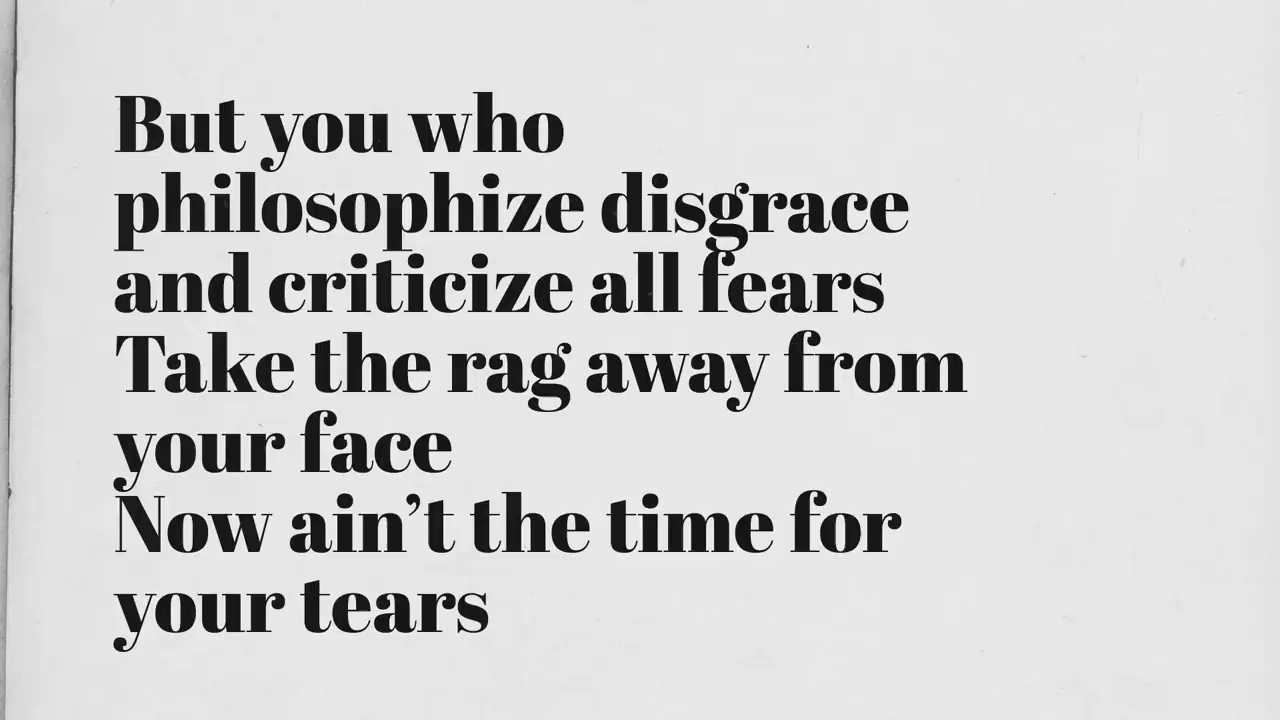 But you who
philosophize disgrace
and criticize all fears
Take the rag away from
your face
Now ain’t the time for
your tears